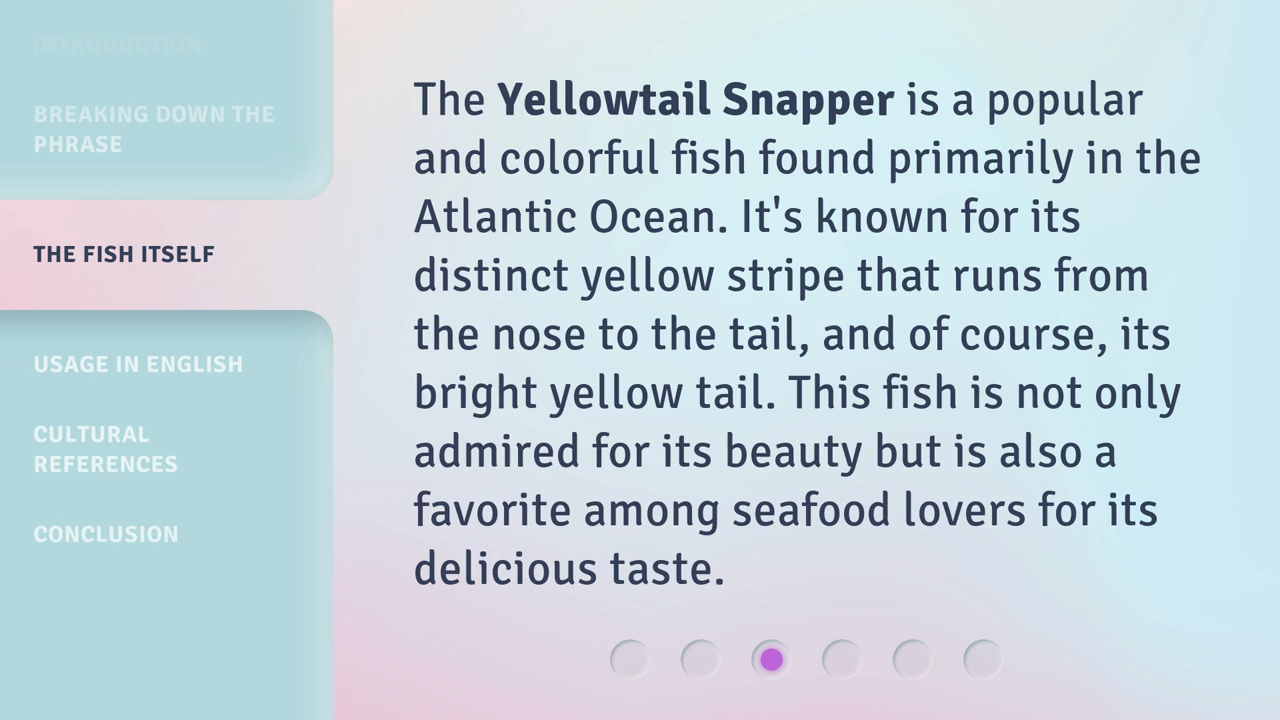 INTRODUCTION
BREAKING DOWN THE
PHRASE
THE FISH ITSELF
USAGE IN ENGLISH
CULTURAL
REFERENCES
CONCLUSION
The Yellowtail Snapper is a popular
and colorful fish found primarily in the
Atlantic Ocean. It's known for its
distinct yellow stripe that runs from
the nose to the tail, and of course, its
bright yellow tail. This fish is not only
admired for its beauty but is also a
favorite among seafood lovers for its
delicious taste.